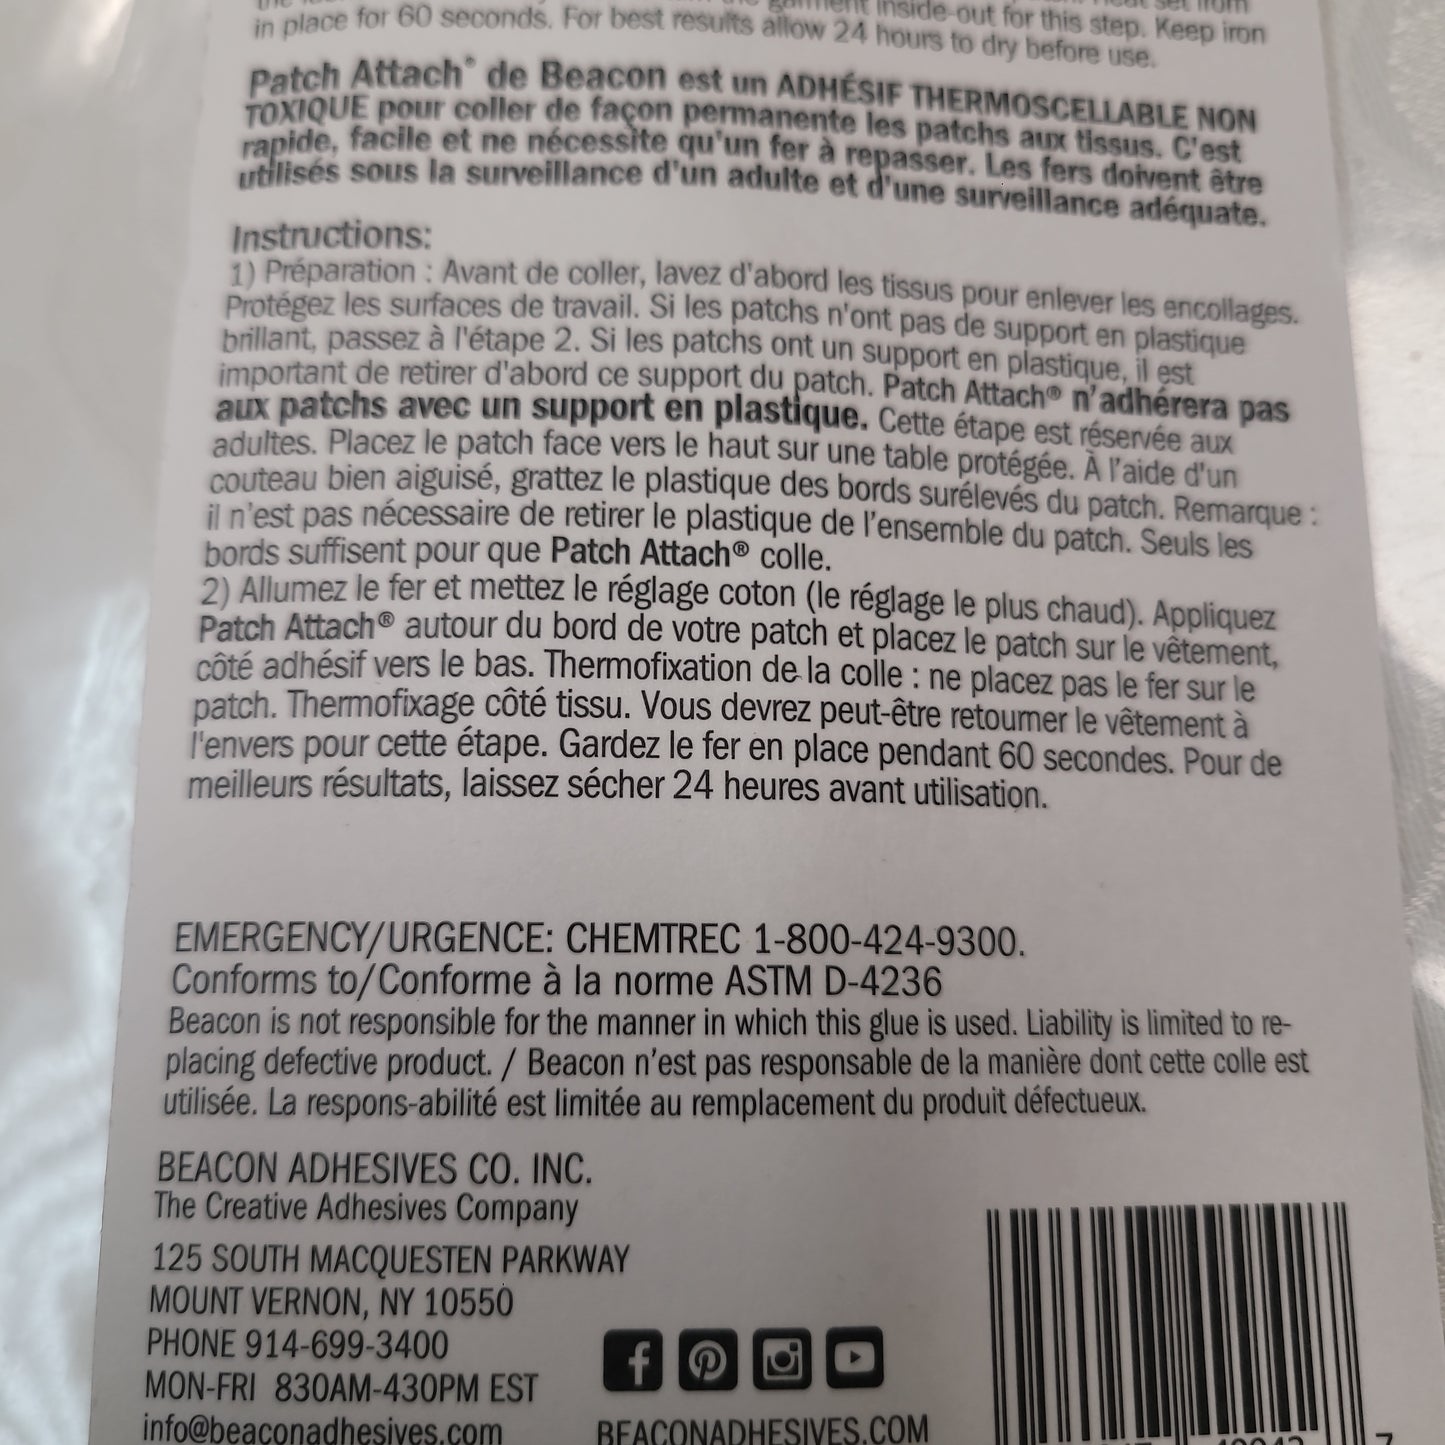 garment inside-out for this step. Keep iron
in place for 60 seconds. For best results allow 24 hours to dry before use.
Patch Attach® de Beacon est un ADHÉSIF THERMOSCELLABLE NON
TOXIQUE pour coller de façon permanente les patchs aux tissus. C'est
rapide, facile et ne nécessite qu'un fer à repasser. Les fers doivent être
utilisés sous la surveillance d'un adulte et d'une surveillance adéquate.
Instructions:
1) Préparation : Avant de coller, lavez d'abord les tissus pour enlever les encollages.
Protégez les surfaces de travail. Si les patchs n'ont pas de support en plastique
brillant, passez à l'étape 2. Si les patchs ont un support en plastique, il est
important de retirer d'abord ce support du patch. Patch Attach® n'adhérera pas
aux patchs avec un support en plastique. Cette étape est réservée aux
adultes. Placez le patch face vers le haut sur une table protégée. À l'aide d'un
couteau bien aiguisé, grattez le plastique des bords surélevés du patch. Remarque :
il n'est pas nécessaire de retirer le plastique de l'ensemble du patch. Seuls les
bords suffisent pour que Patch Attach® colle.
2) Allumez le fer et mettez le réglage coton (le réglage le plus chaud). Appliquez
Patch Attach® autour du bord de votre patch et placez le patch sur le vêtement,
côté adhésif vers le bas. Thermofixation de la colle : ne placez pas le fer sur le
patch. Thermofixage côté tissu. Vous devrez peut-être retourner le vêtement à
l'envers pour cette étape. Gardez le fer en place pendant 60 secondes. Pour de
meilleurs résultats, laissez sécher 24 heures avant utilisation.
EMERGENCY/URGENCE: CHEMTREC 1-800-424-9300.
Conforms to/Conforme à la norme ASTM D-4236
Beacon is not responsible for the manner in which this glue is used. Liability is limited to re-
placing defective product. / Beacon n'est pas responsable de la manière dont cette colle est
utilisée. La respons-abilité est limitée au remplacement du produit défectueux.
BEACON ADHESIVES CO. INC.
The Creative Adhesives Company
125 SOUTH MACQUESTEN PARKWAY
MOUNT VERNON, NY 10550
PHONE 914-699-3400
MON-FRI 830AM-430PM EST
info@beaconadhesives.com
BEACONADHESIVES.COM
7